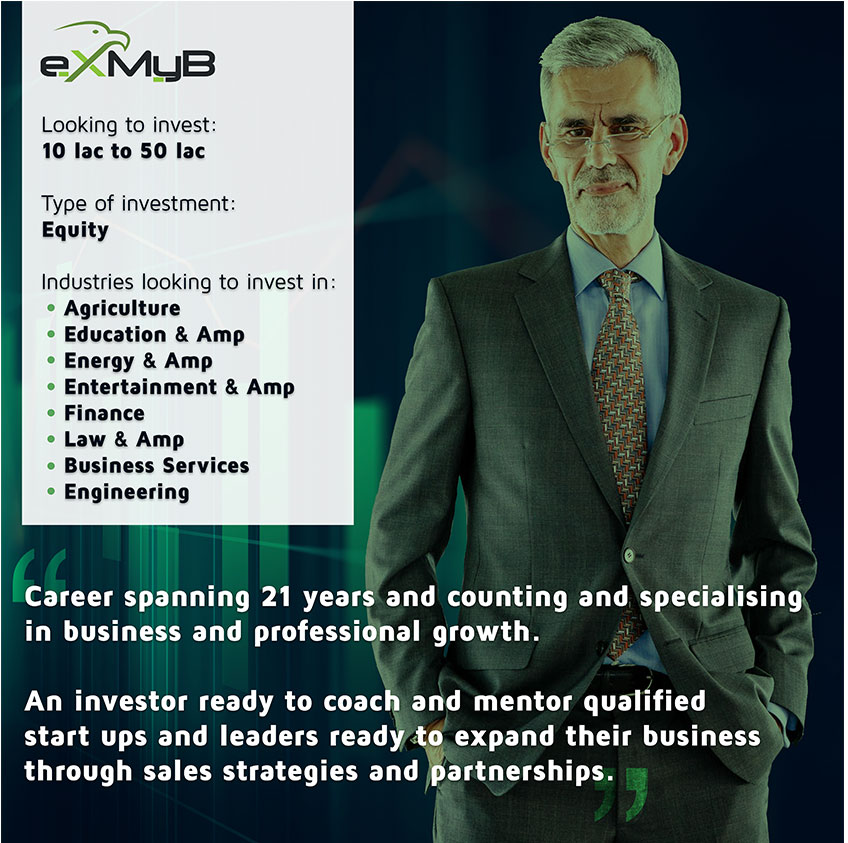 eXMyB
Looking to invest:
10 lac to 50 lac
Type of investment:
Equity
Industries looking to invest in:
• Agriculture
• Education & Amp
• Energy & Amp
• Entertainment & Amp
• Finance
• Law & Amp
• Business Services
• Engineering
“
Career spanning 21 years and counting and specialising
in business and professional growth.
An investor ready to coach and mentor qualified
start ups and leaders ready to expand their business
through sales strategies and partnerships.
”